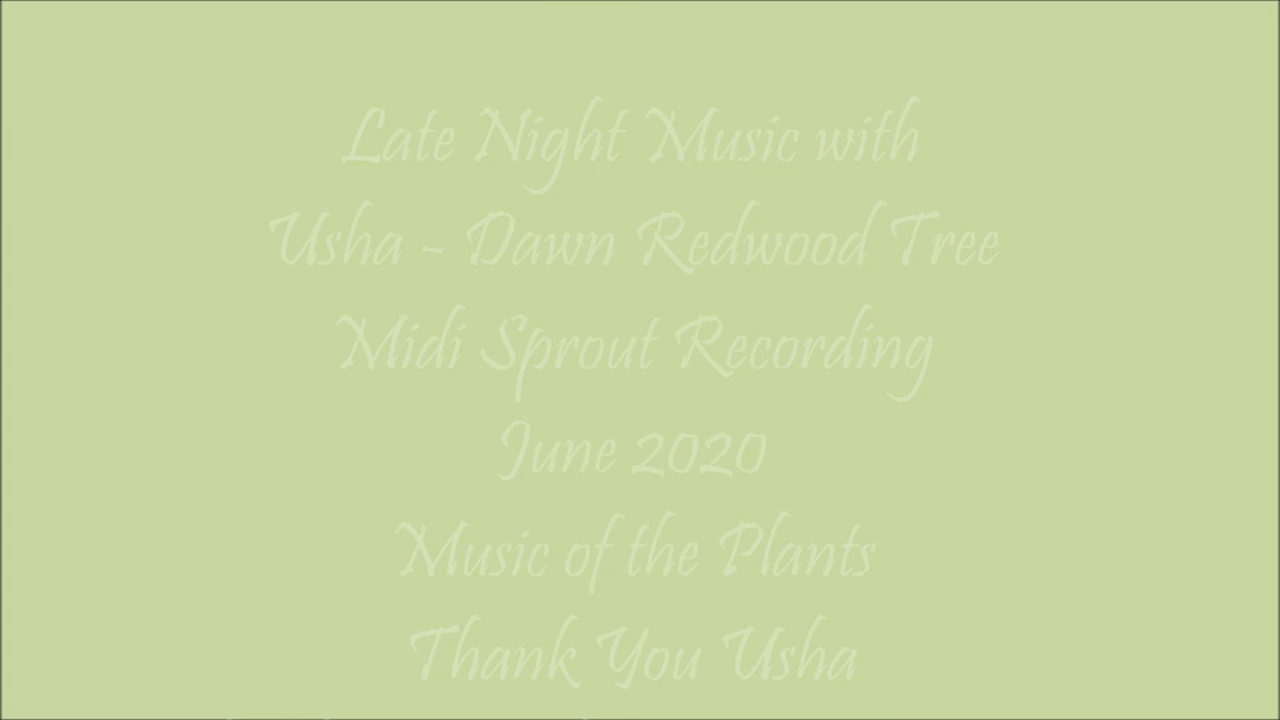 Late Night Music with
Usha - Dawn Redwood Tree
Midi Sprout Recording
June 2020
Music of the Plants
Thank You Usha